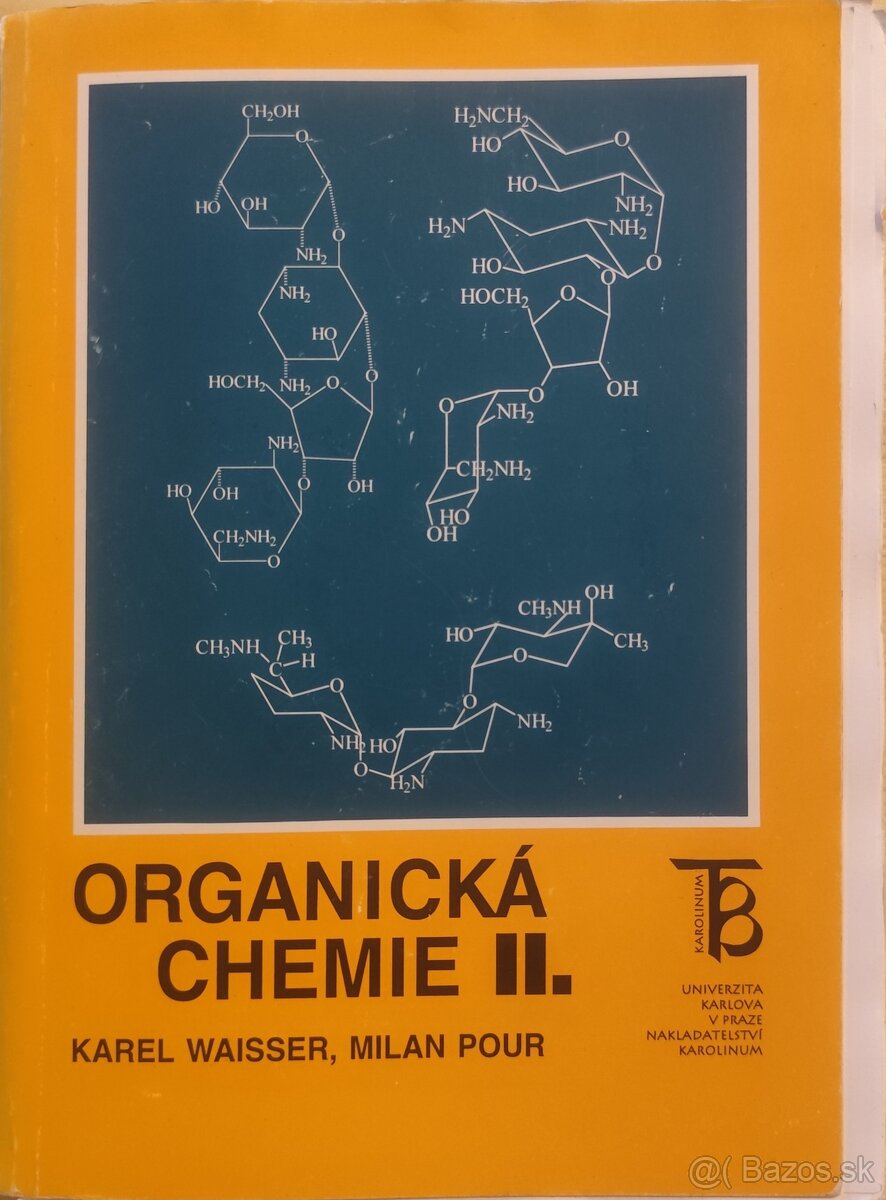 CH₂OH
O
HO
OH
O
NH₂
NH₂
HO
HOCH₂
NH₂
O
O
NH₂
HO
OH
O
OH
CH₂NH₂
O
H₂NCH₂
HO
O
HO
NH₂
H₂N
NH₂
HO
O
O
HOCH₂
O
O
OH
O
NH₂
CH₂NH₂
HO
OH
CH₃NH
OH
HO
CH₃
O
CH₃NH
CH₃
C
H
O
O
NH₂
NH₂
HO
O
H₂N
ORGANICKÁ
CHEMIE II.
KAREL WAISSER, MILAN POUR
KAROLINUM
UNIVERZITA
KARLOVA
V PRAZE
NAKLADATELSTVÍ
KAROLINUM
@( Bazos.sk